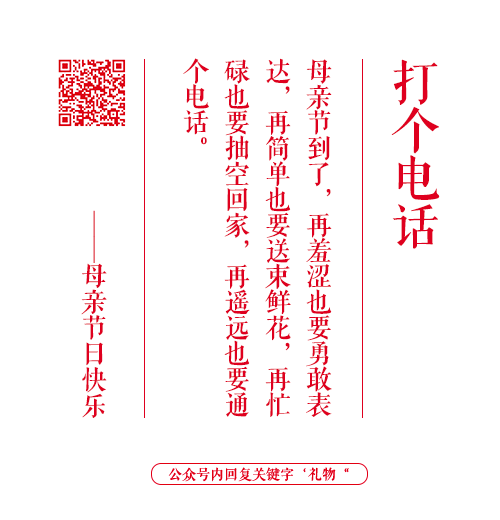 打个电话
母亲节到了，再羞涩也要勇敢表
达，再简单也要送束鲜花，再忙
碌也要抽空回家，再遥远也要通
个电话。
——母亲节日快乐
公众号内回复关键字‘礼物“